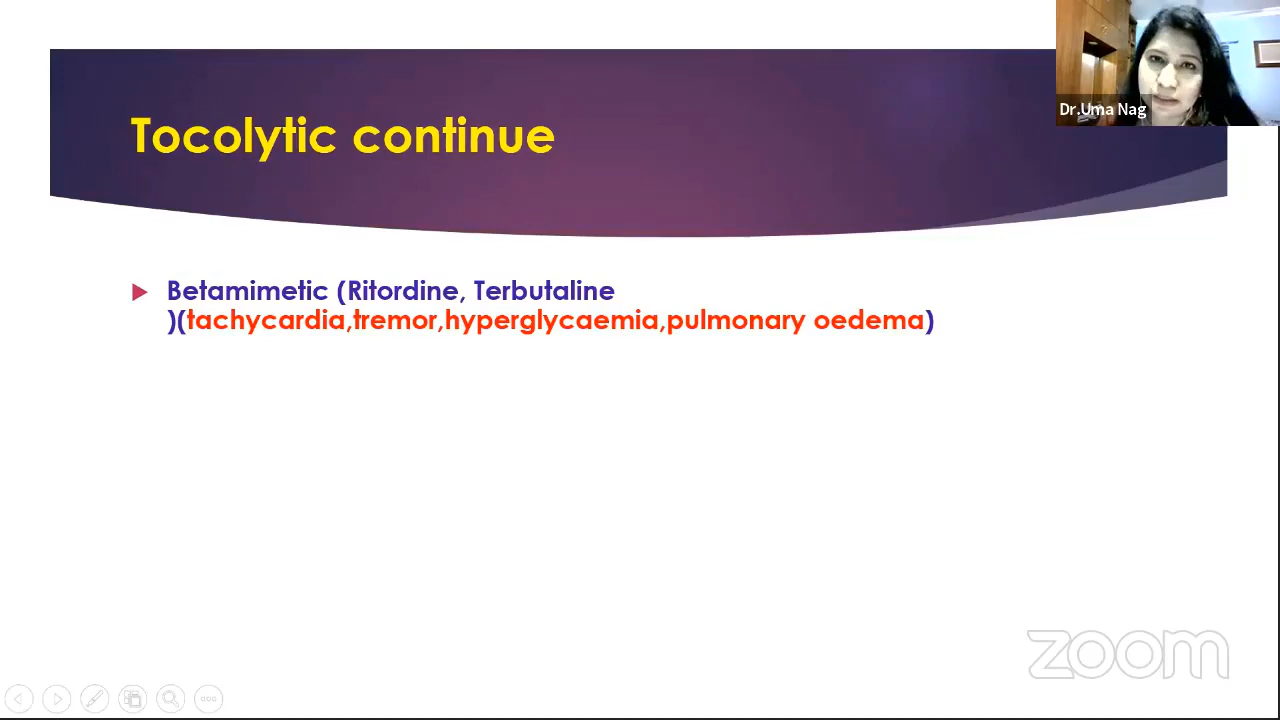 Dr.Uma Nag
Tocolytic continue
Betamimetic (Ritordine, Terbutaline
)(tachycardia,tremor,hyperglycaemia,pulmonary oedema)
zoom